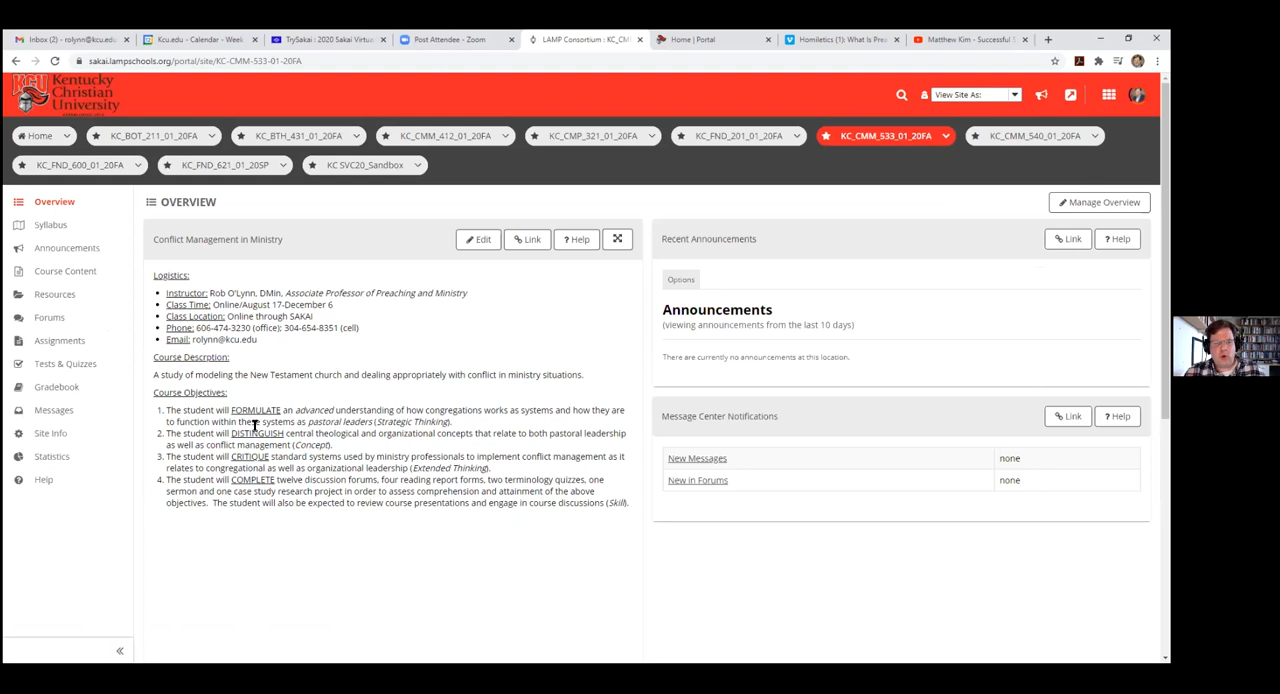 Inbox (2) - rolynn@kcu.edu
Kcu.edu - Calendar - Week
TrySakai : 2020 Sakai Virtua
Post Attendee - Zoom
LAMP Consortium : KC_CM
Home | Portal
Homiletics (1): What Is Prea
Matthew Kim - Successful S
sakai.lampschools.org/portal/site/KC-CMM-533-01-20FA
KCU
Kentucky
Christian
University
View Site As:
Home
KC_BOT_211_01_20FA
KC_BTH_431_01_20FA
KC_CMM_412_01_20FA
KC_CMP_321_01_20FA
KC_FND_201_01_20FA
KC_CMM_533_01_20FA
KC_CMM_540_01_20FA
KC_FND_600_01_20FA
KC_FND_621_01_20SP
KC SVC20_Sandbox
Overview
Syllabus
Announcements
Course Content
Resources
Forums
Assignments
Tests & Quizzes
Gradebook
Messages
Site Info
Statistics
Help
OVERVIEW
Manage Overview
Conflict Management in Ministry
Edit
Link
Help
Logistics:
Instructor: Rob O'Lynn, DMin, Associate Professor of Preaching and Ministry
Class Time: Online/August 17-December 6
Class Location: Online through SAKAI
Phone: 606-474-3230 (office); 304-654-8351 (cell)
Email: rolynn@kcu.edu
Course Descrption:
A study of modeling the New Testament church and dealing appropriately with conflict in ministry situations.
Course Objectives:
1. The student will FORMULATE an advanced understanding of how congregations works as systems and how they are
to function within these systems as pastoral leaders (Strategic Thinking).
2. The student will DISTINGUISH central theological and organizational concepts that relate to both pastoral leadership
as well as conflict management (Concept).
3. The student will CRITIQUE standard systems used by ministry professionals to implement conflict management as it
relates to congregational as well as organizational leadership (Extended Thinking).
4. The student will COMPLETE twelve discussion forums, four reading report forms, two terminology quizzes, one
sermon and one case study research project in order to assess comprehension and attainment of the above
objectives. The student will also be expected to review course presentations and engage in course discussions (Skill).
Recent Announcements
Link
Help
Options
Announcements
(viewing announcements from the last 10 days)
There are currently no announcements at this location.
Message Center Notifications
Link
Help
New Messages
none
New in Forums
none